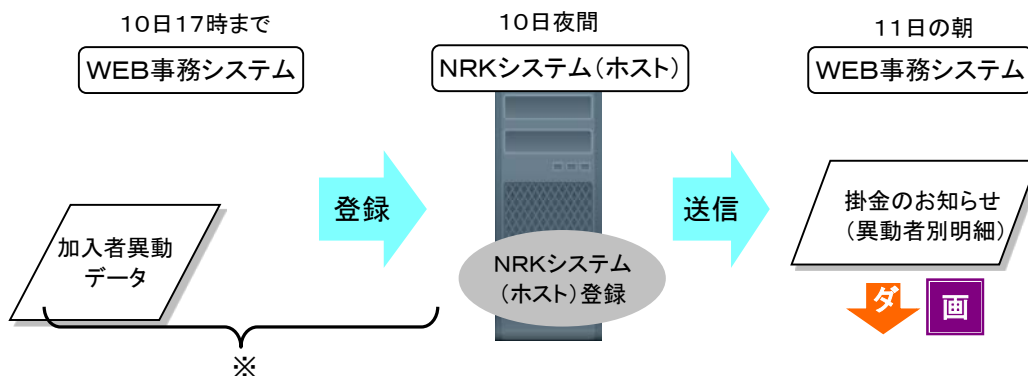 10日17時まで
WEB事務システム
10日夜間
NRKシステム(ホスト)
11日の朝
WEB事務システム
加入者異動
データ
登録
NRKシステム
(ホスト)登録
送信
掛金のお知らせ
(異動者別明細)
ダ
画
※